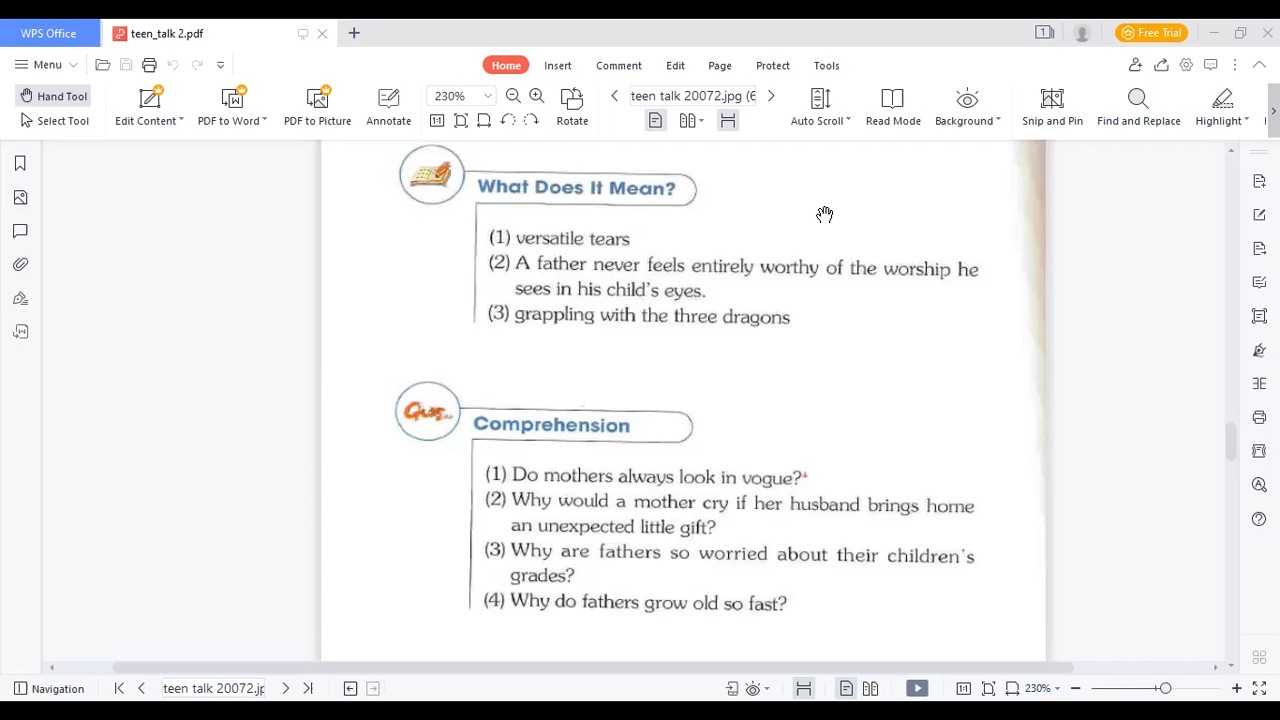 WPS Office
teen_talk 2.pdf
1
Free Trial
Menu
Home
Insert
Comment
Edit
Page
Protect
Tools
Hand Tool
Select Tool
Edit Content
PDF to Word
PDF to Picture
Annotate
230%
Rotate
teen talk 20072.jpg (6
Auto Scroll
Read Mode
Background
Snip and Pin
Find and Replace
Highlight
What Does It Mean?
(1) versatile tears
(2) A father never feels entirely worthy of the worship he
sees in his child's eyes.
(3) grappling with the three dragons
Quiz
Comprehension
(1) Do mothers always look in vogue?
(2) Why would a mother cry if her husband brings home
an unexpected little gift?
(3) Why are fathers so worried about their children's
grades?
(4) Why do fathers grow old so fast?
Navigation
teen talk 20072.jp
230%